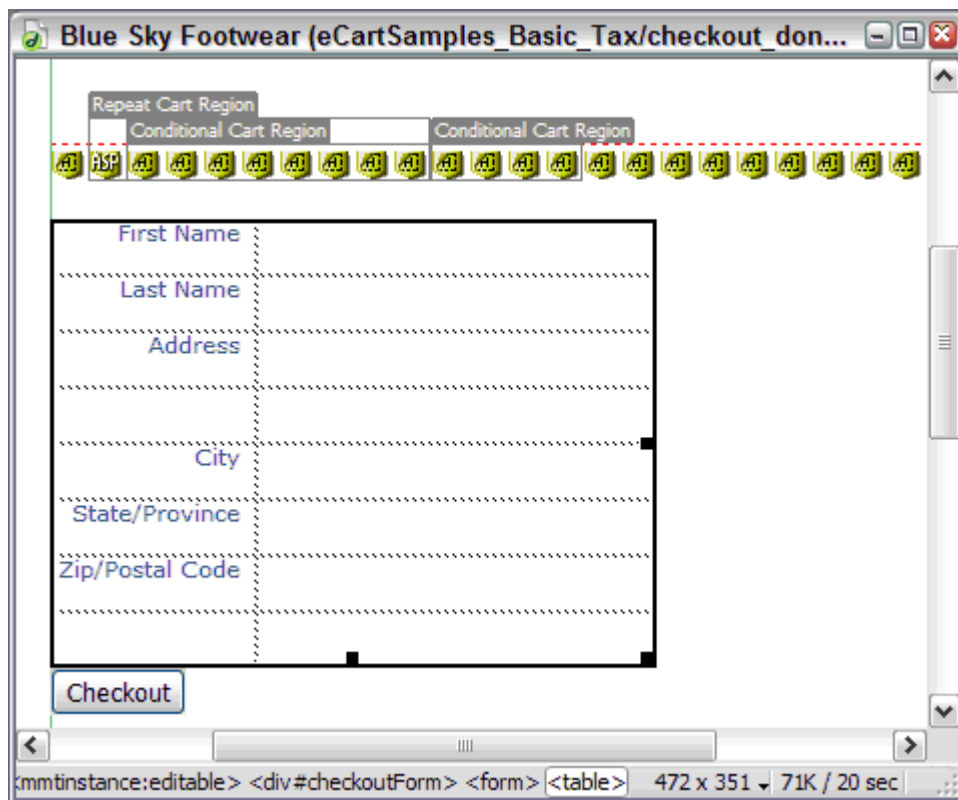 Blue Sky Footwear (eCartSamples_Basic_Tax/checkout_don...
Repeat Cart Region
Conditional Cart Region Conditional Cart Region
ASP
First Name
Last Name
Address
City
State/Province
Zip/Postal Code
Checkout
<mmtinstance:editable> <div#checkoutForm> <form> <table> 472 x 351 71K / 20 sec